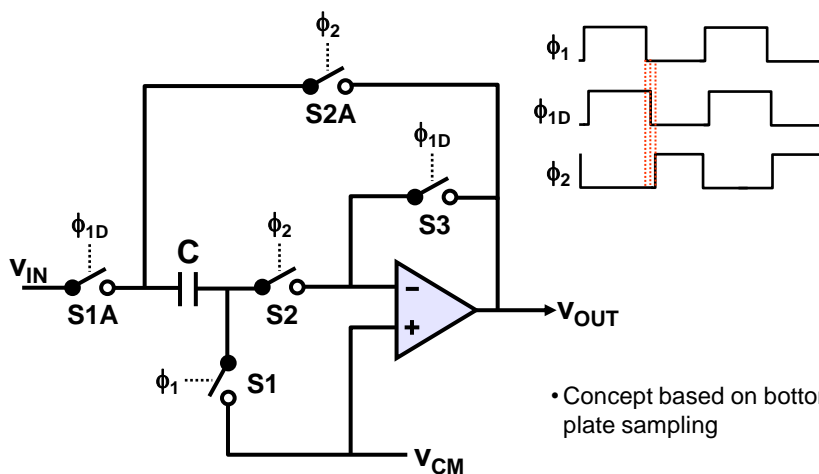 ϕ2
S2A
ϕ1D
S3
ϕ1D
ϕ2
C
VIN
S1A
S2
-
+
VOUT
ϕ1
S1
VCM
ϕ1
ϕ1D
ϕ2
• Concept based on bottom
plate sampling